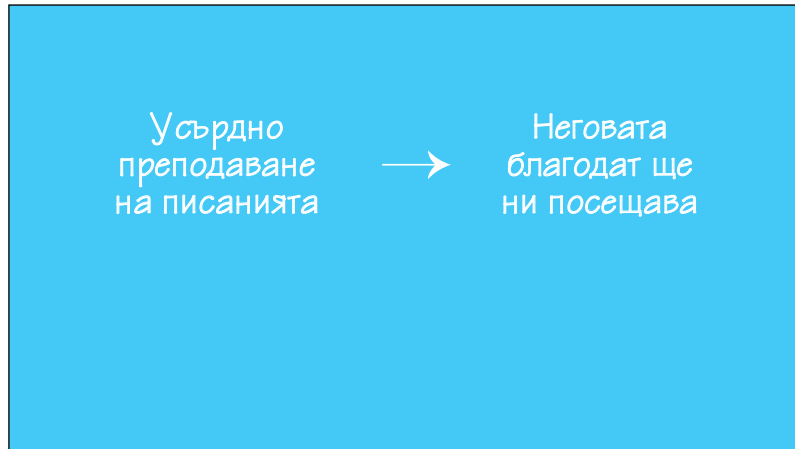 Усърдно
преподаване
на писанията
Неговата
благодат ще
ни посещава